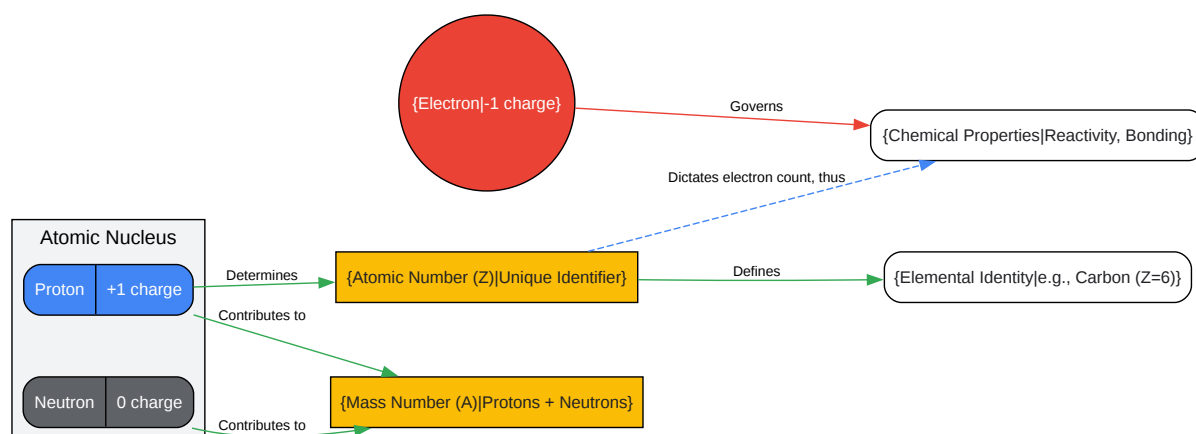 {Electron|-1 charge}
Governs
{Chemical Properties|Reactivity, Bonding}
Dictates electron count, thus
Atomic Nucleus
Proton
+1 charge
Determines
{Atomic Number (Z)|Unique Identifier}
Defines
{Elemental Identity|e.g., Carbon (Z=6)}
Contributes to
Neutron
0 charge
{Mass Number (A)|Protons + Neutrons}
Contributes to